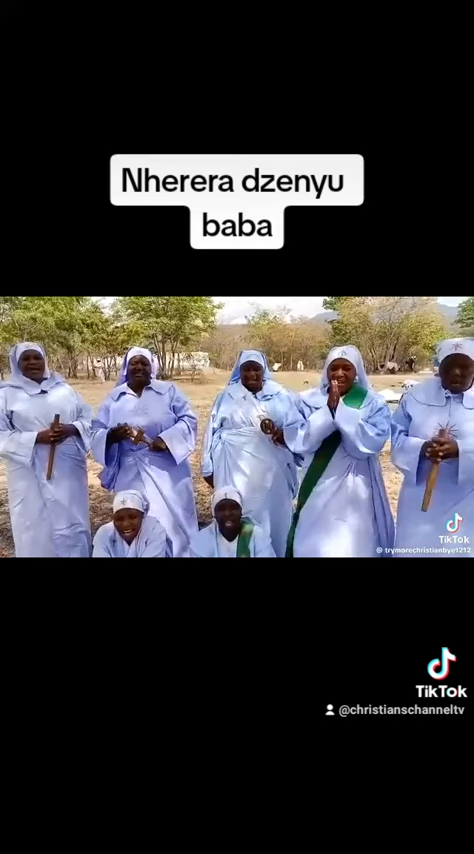 Nherera dzenyu
baba
TikTok
@trymorechristianbye1212
TikTok
@christianschanneltv